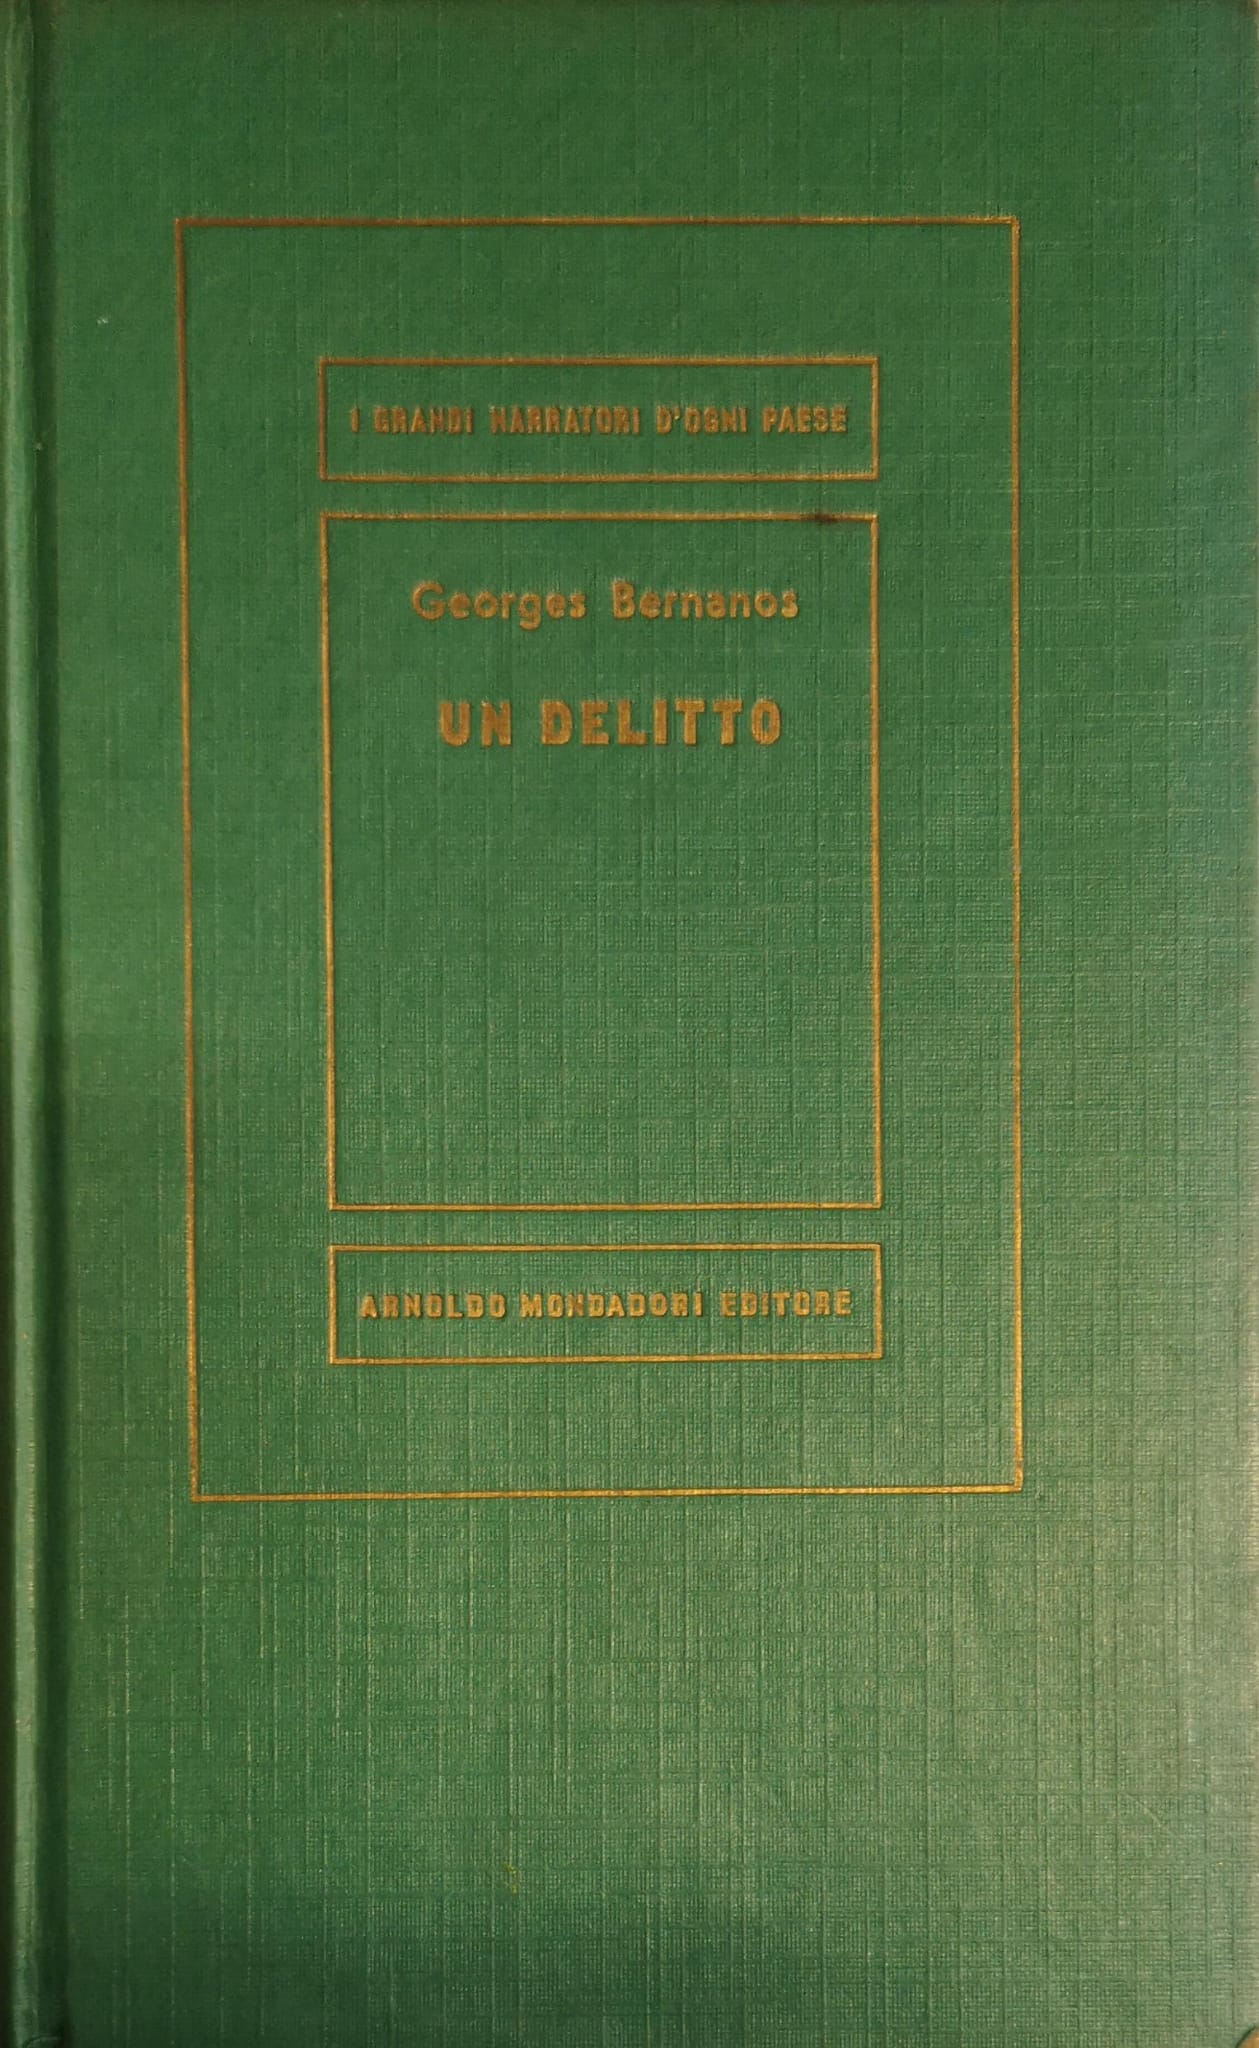 I GRANDI NARRATORI D'OGNI PAESE
Georges Bernanos
UN DELITTO
ARNOLDO MONDADORI EDITORE